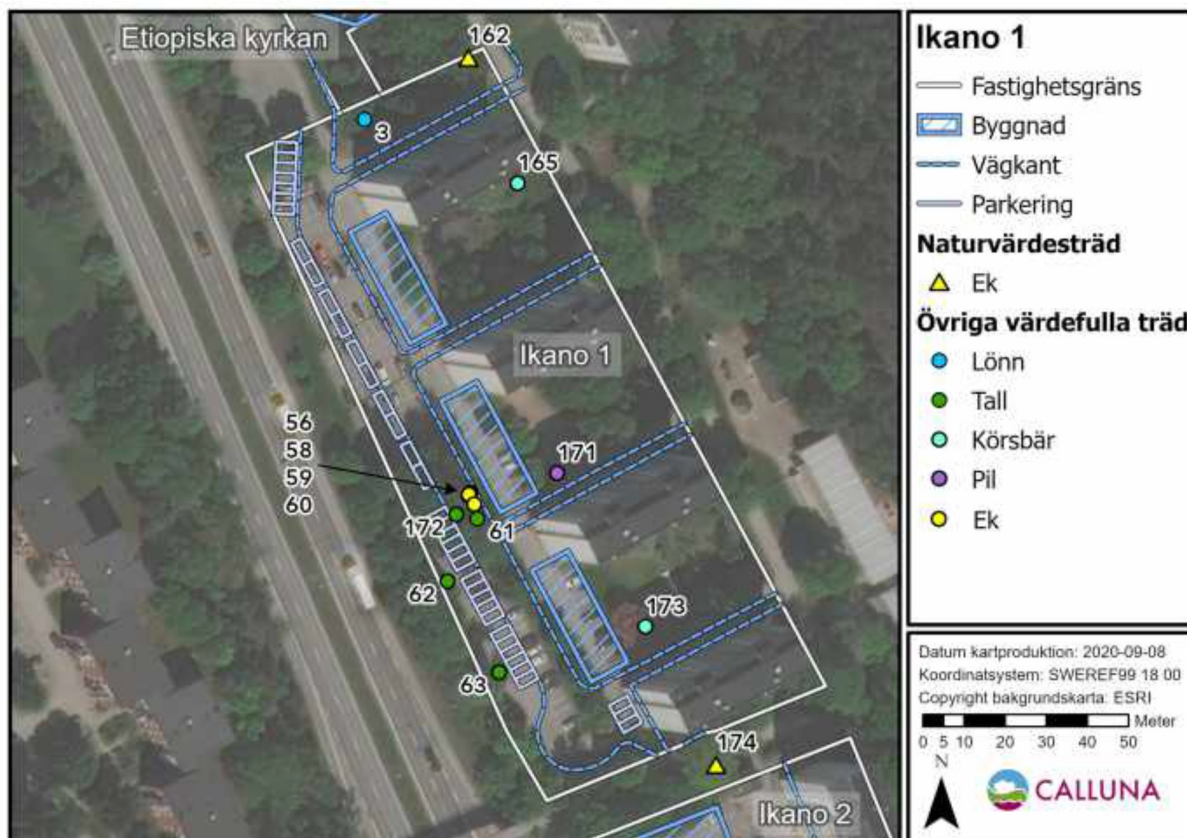 Etiopiska kyrkan
162
3
165
Ikano 1
56
58
59
60
171
172
61
62
173
63
174
Ikano 2
Ikano 1
Fastighetsgräns
Byggnad
Vägkant
Parkering
Naturvärdesträd
Ek
Övriga värdefulla träd
Lönn
Tall
Körsbär
Pil
Ek
Datum kartproduktion: 2020-09-08
Koordinatsystem: SWEREF99 18 00
Copyright bakgrundskarta: ESRI
Meter
0 5 10 20 30 40 50
N
CALLUNA